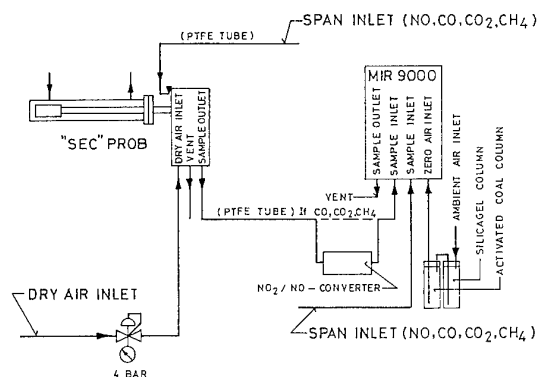 SPAN INLET (NO,CO,CO2,CH4)
(PTFE TUBE)
MIR 9000
"SEC" PROB
DRY AIR INLET
VENT
SAMPLE OUTLET
SAMPLE OUTLET
SAMPLE INLET
SAMPLE INLET
ZERO AIR INLET
AMBIENT AIR INLET
SILICAGEL COLUMN
ACTIVATED COAL COLUMN
VENT
(PTFE TUBE) If CO,CO2,CH4
NO2 / NO - CONVERTER
DRY AIR INLET
SPAN INLET (NO,CO,CO2,CH4)
4 BAR